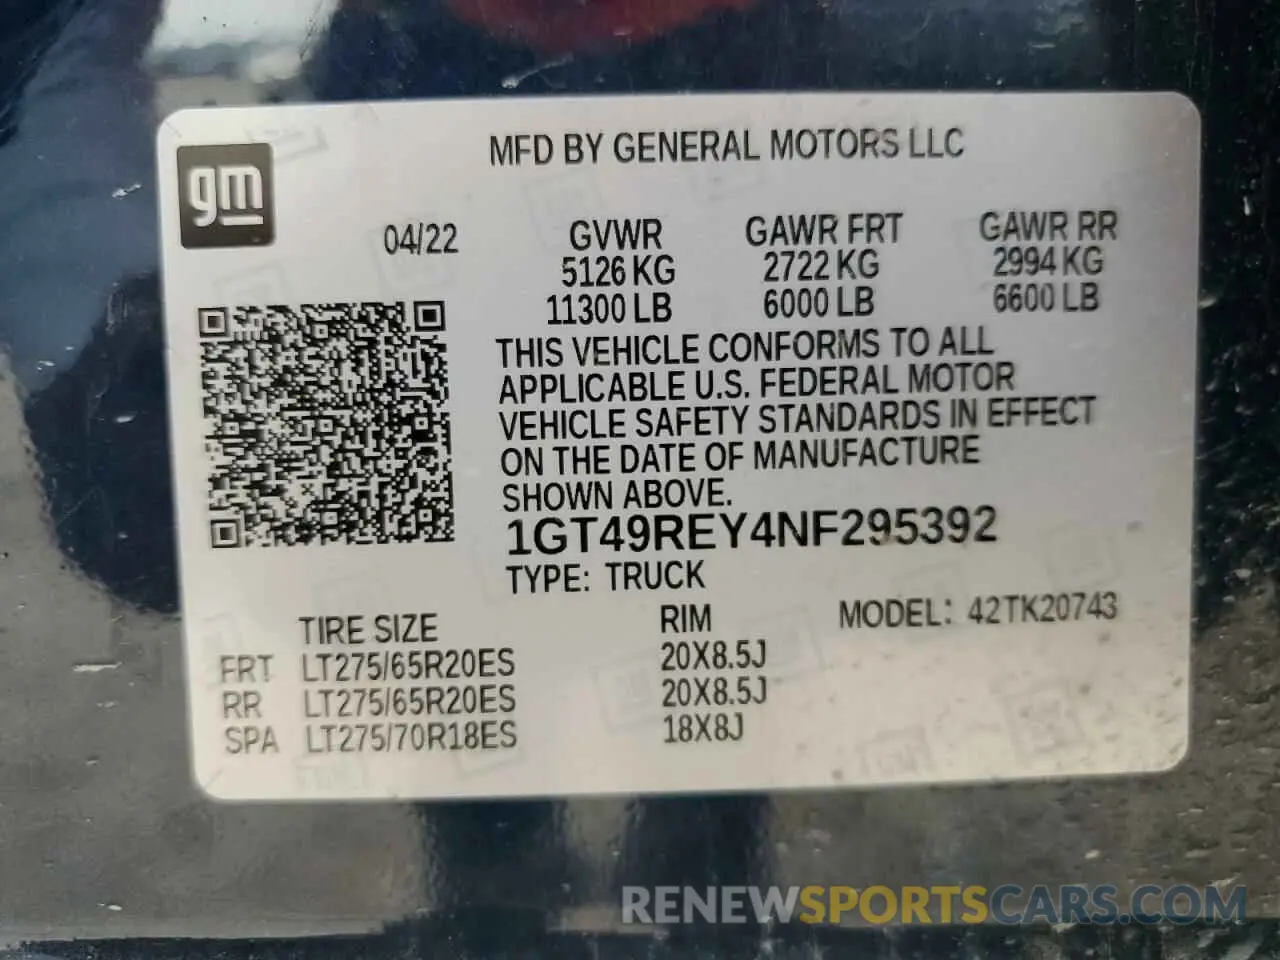 MFD BY GENERAL MOTORS LLC
gm
04/22 GVWR GAWR FRT GAWR RR
5126 KG 2722 KG 2994 KG
11300 LB 6000 LB 6600 LB
THIS VEHICLE CONFORMS TO ALL
APPLICABLE U.S. FEDERAL MOTOR
VEHICLE SAFETY STANDARDS IN EFFECT
ON THE DATE OF MANUFACTURE
SHOWN ABOVE.
1GT49REY4NF295392
TYPE: TRUCK
TIRE SIZE RIM MODEL: 42TK20743
FRT LT275/65R20ES 20X8.5J
RR LT275/65R20ES 20X8.5J
SPA LT275/70R18ES 18X8J
RENEWSPORTSCARS.COM